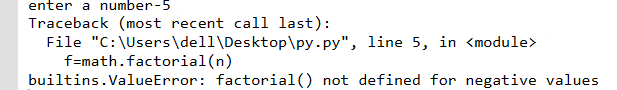 enter a number-5
Traceback (most recent call last):
  File "C:\Users\dell\Desktop\py.py", line 5, in <module>
    f=math.factorial(n)
builtins.ValueError: factorial() not defined for negative values